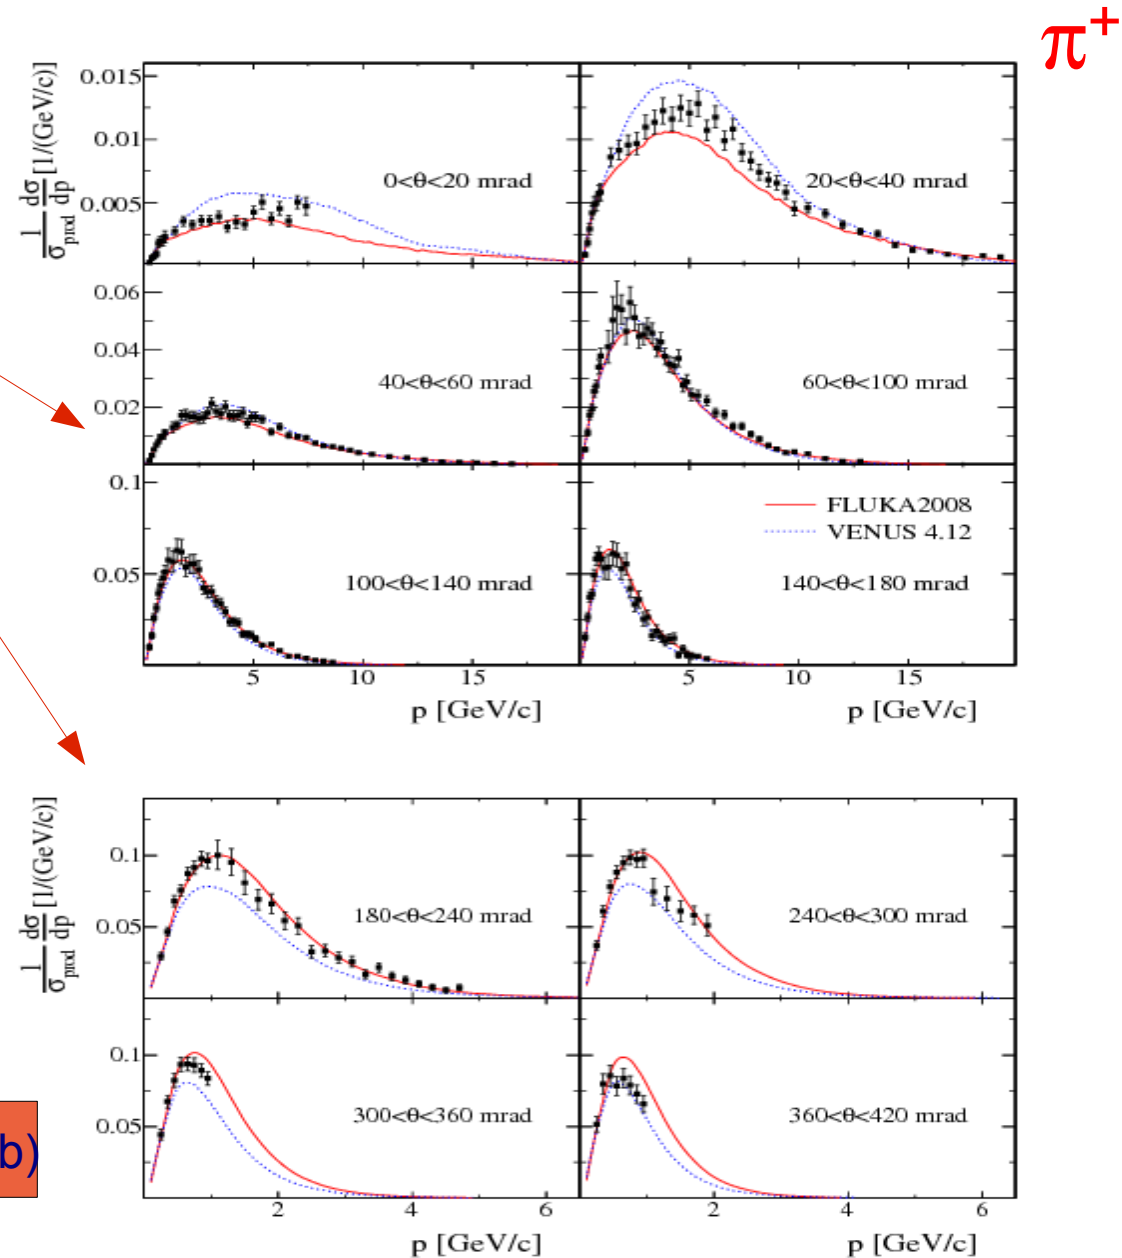 π+
1/σprod dσ/dp [1/(GeV/c)]
0.015
0.01
0.005
0<θ<20 mrad
20<θ<40 mrad
0.06
0.04
0.02
40<θ<60 mrad
60<θ<100 mrad
0.1
0.05
100<θ<140 mrad
FLUKA2008
VENUS 4.12
140<θ<180 mrad
5 10 15 5 10 15
p [GeV/c] p [GeV/c]
1/σprod dσ/dp [1/(GeV/c)]
0.1
0.05
180<θ<240 mrad
240<θ<300 mrad
0.1
0.05
300<θ<360 mrad
360<θ<420 mrad
b)
2 4 6 2 4 6
p [GeV/c] p [GeV/c]